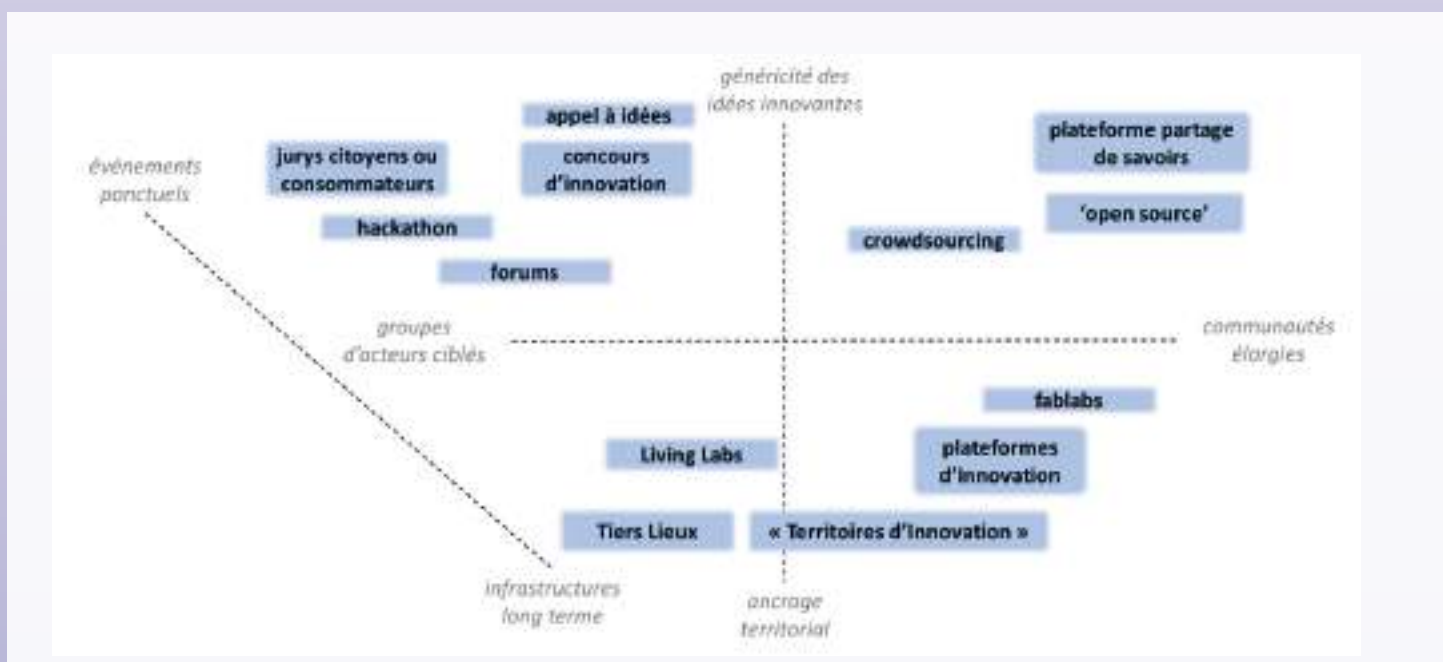 généricité des
idées innovantes
appel à idées
plateforme partage
de savoirs
jurys citoyens ou
consommateurs
concours
d'innovation
événements
ponctuels
'open source'
hackathon
crowdsourcing
forums
groupes
d'acteurs ciblés
communautés
élargies
fablabs
Living Labs
plateformes
d'innovation
Tiers Lieux
« Territoires d'Innovation »
infrastructures
long terme
ancrage
territorial